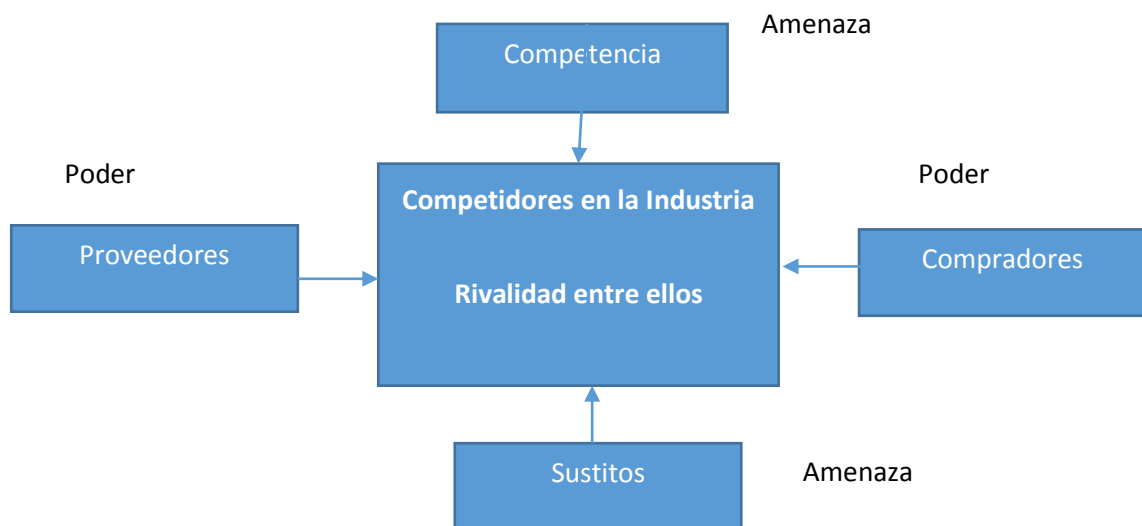 Amenaza
Competencia
Poder
Poder
Competidores en la Industria
Proveedores
Compradores
Rivalidad entre ellos
Sustitos
Amenaza